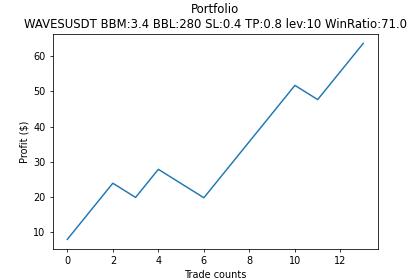 Portfolio
WAVESUSDT BBM:3.4 BBL:280 SL:0.4 TP:0.8 lev:10 WinRatio:71.0
60
50
40
30
20
10
Profit ($)
0 2 4 6 8 10 12
Trade counts